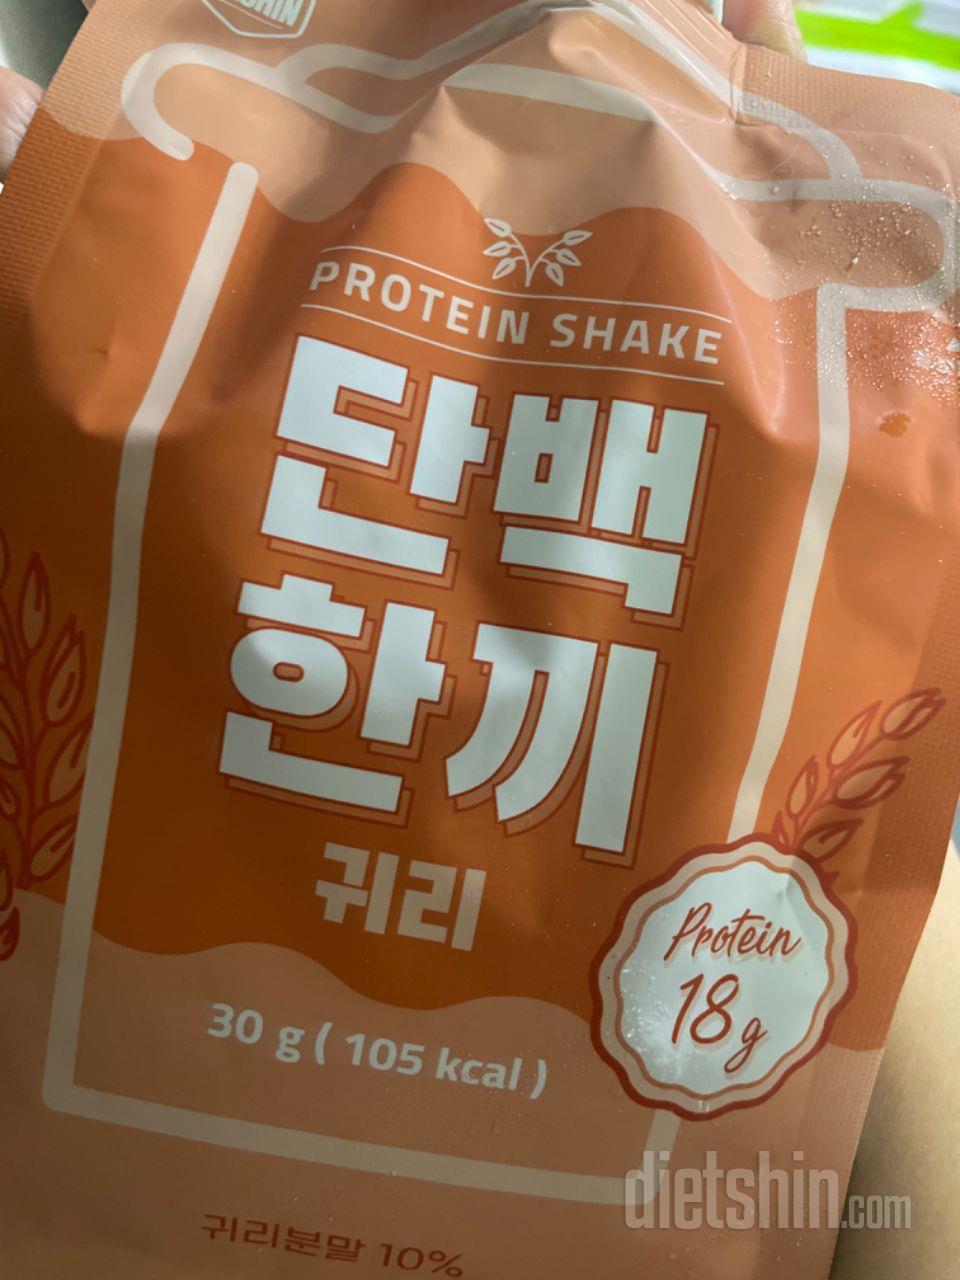 PROTEIN SHAKE
단백
한끼
귀리
Protein
18g
30 g ( 105 kcal )
귀리분말 10%
dietshin.com